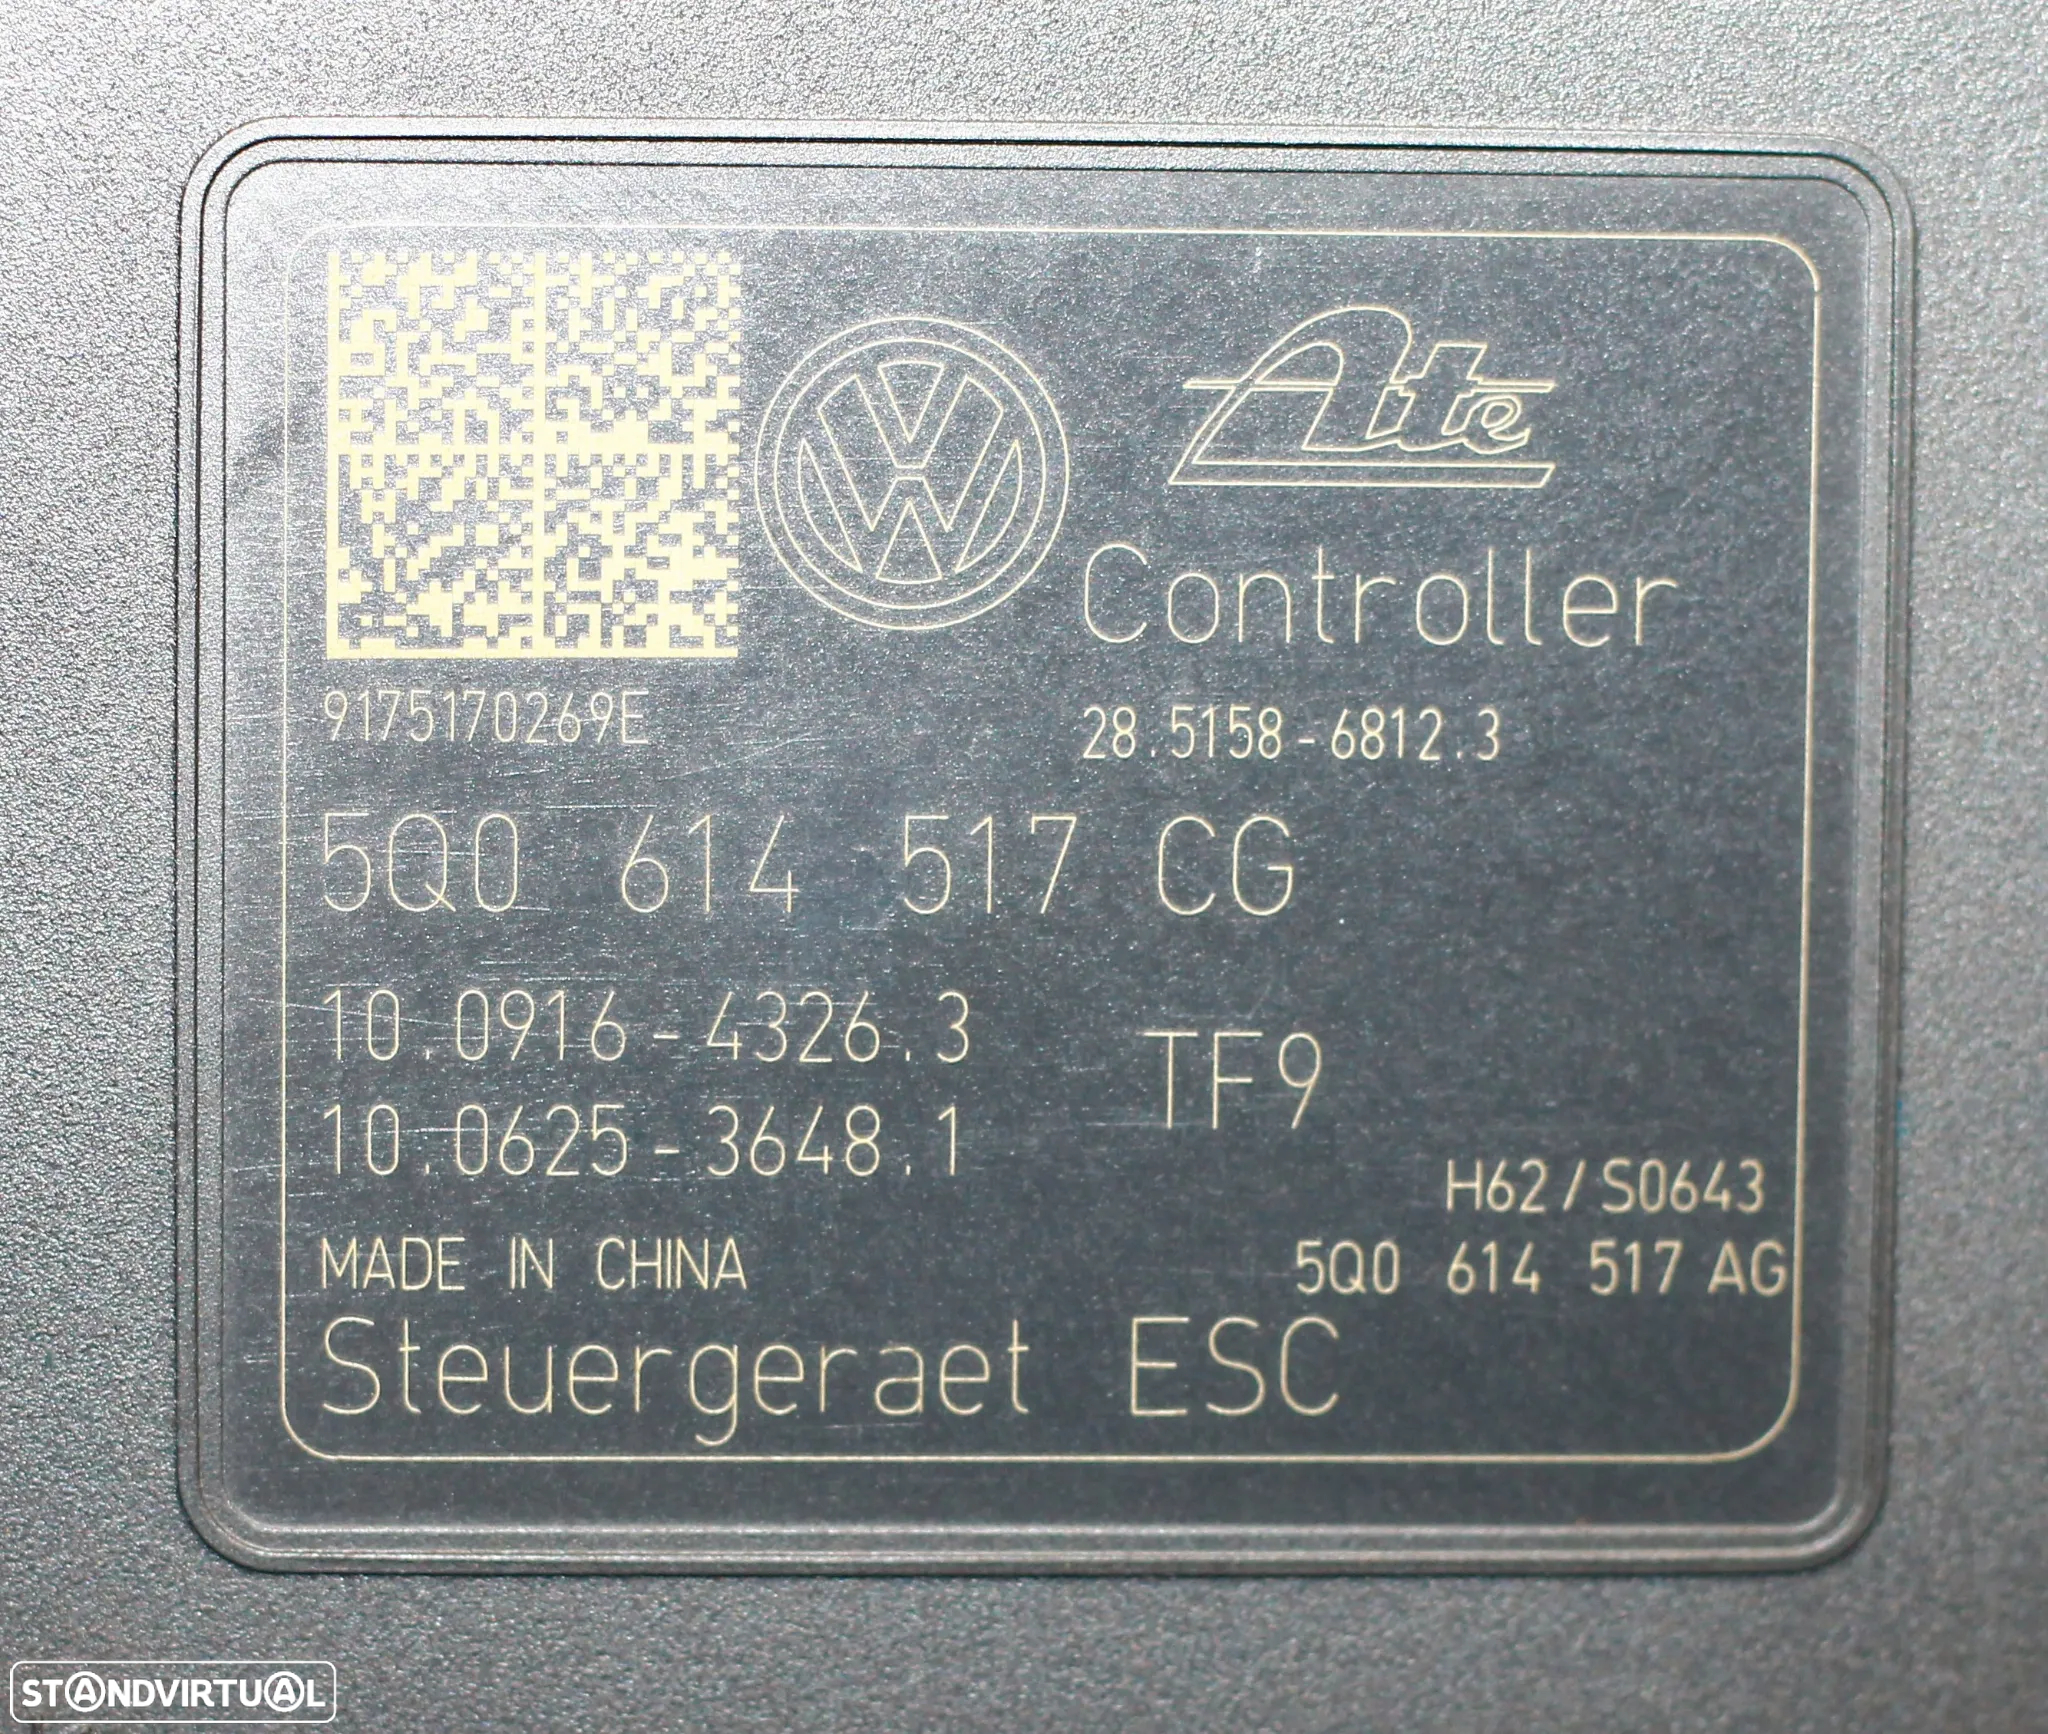 Ate
Controller
9175170269E
28.5158-6812.3
5Q0 614 517 CG
10.0916-4326.3
TF9
10.0625-3648.1
H62/S0643
MADE IN CHINA
5Q0 614 517 AG
Steuergeraet ESC
STANDVIRTUAL